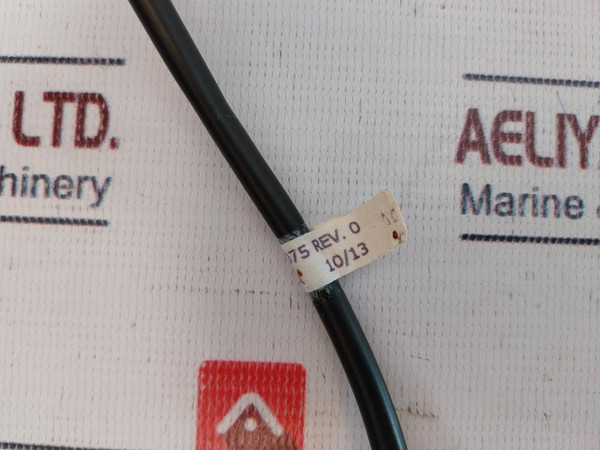 LTD.
hinery
AELIY
Marine &
75 REV. 0
10/13